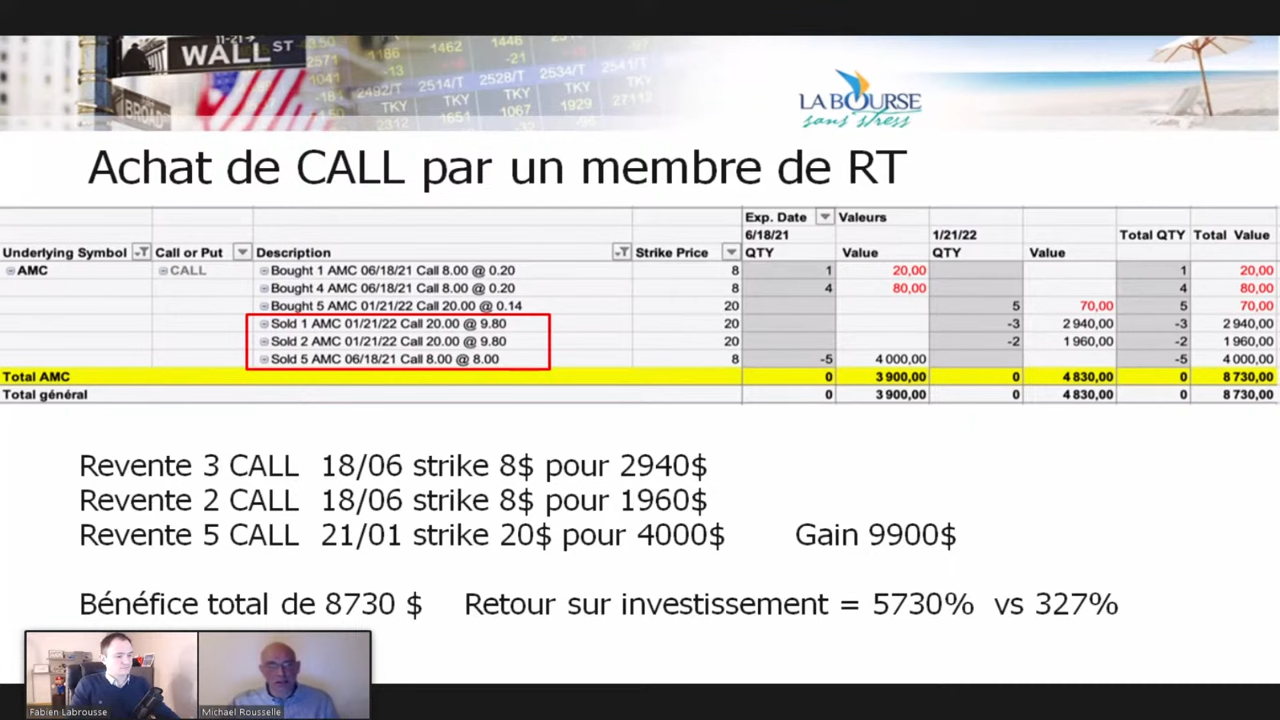 WALL ST
BROAD
LA BOURSE
sans stress
Achat de CALL par un membre de RT
Exp. Date Valeurs
6/18/21 1/21/22 Total QTY Total Value
Underlying Symbol Call or Put Description Strike Price QTY Value QTY Value
AMC CALL Bought 1 AMC 06/18/21 Call 8.00 @ 0.20 8 1 20,00 1 20,00
Bought 4 AMC 06/18/21 Call 8.00 @ 0.20 8 4 80,00 4 80,00
Bought 5 AMC 01/21/22 Call 20.00 @ 0.14 20 5 70,00 5 70,00
Sold 1 AMC 01/21/22 Call 20.00 @ 9.80 20 -3 2 940,00 -3 2 940,00
Sold 2 AMC 01/21/22 Call 20.00 @ 9.80 20 -2 1 960,00 -2 1 960,00
Sold 5 AMC 06/18/21 Call 8.00 @ 8.00 8 -5 4 000,00 -5 4 000,00
Total AMC 0 3 900,00 0 4 830,00 0 8 730,00
Total général 0 3 900,00 0 4 830,00 0 8 730,00
Revente 3 CALL 18/06 strike 8$ pour 2940$
Revente 2 CALL 18/06 strike 8$ pour 1960$
Revente 5 CALL 21/01 strike 20$ pour 4000$ Gain 9900$
Bénéfice total de 8730 $ Retour sur investissement = 5730% vs 327%
Fabien Labrousse Michael Rousselle